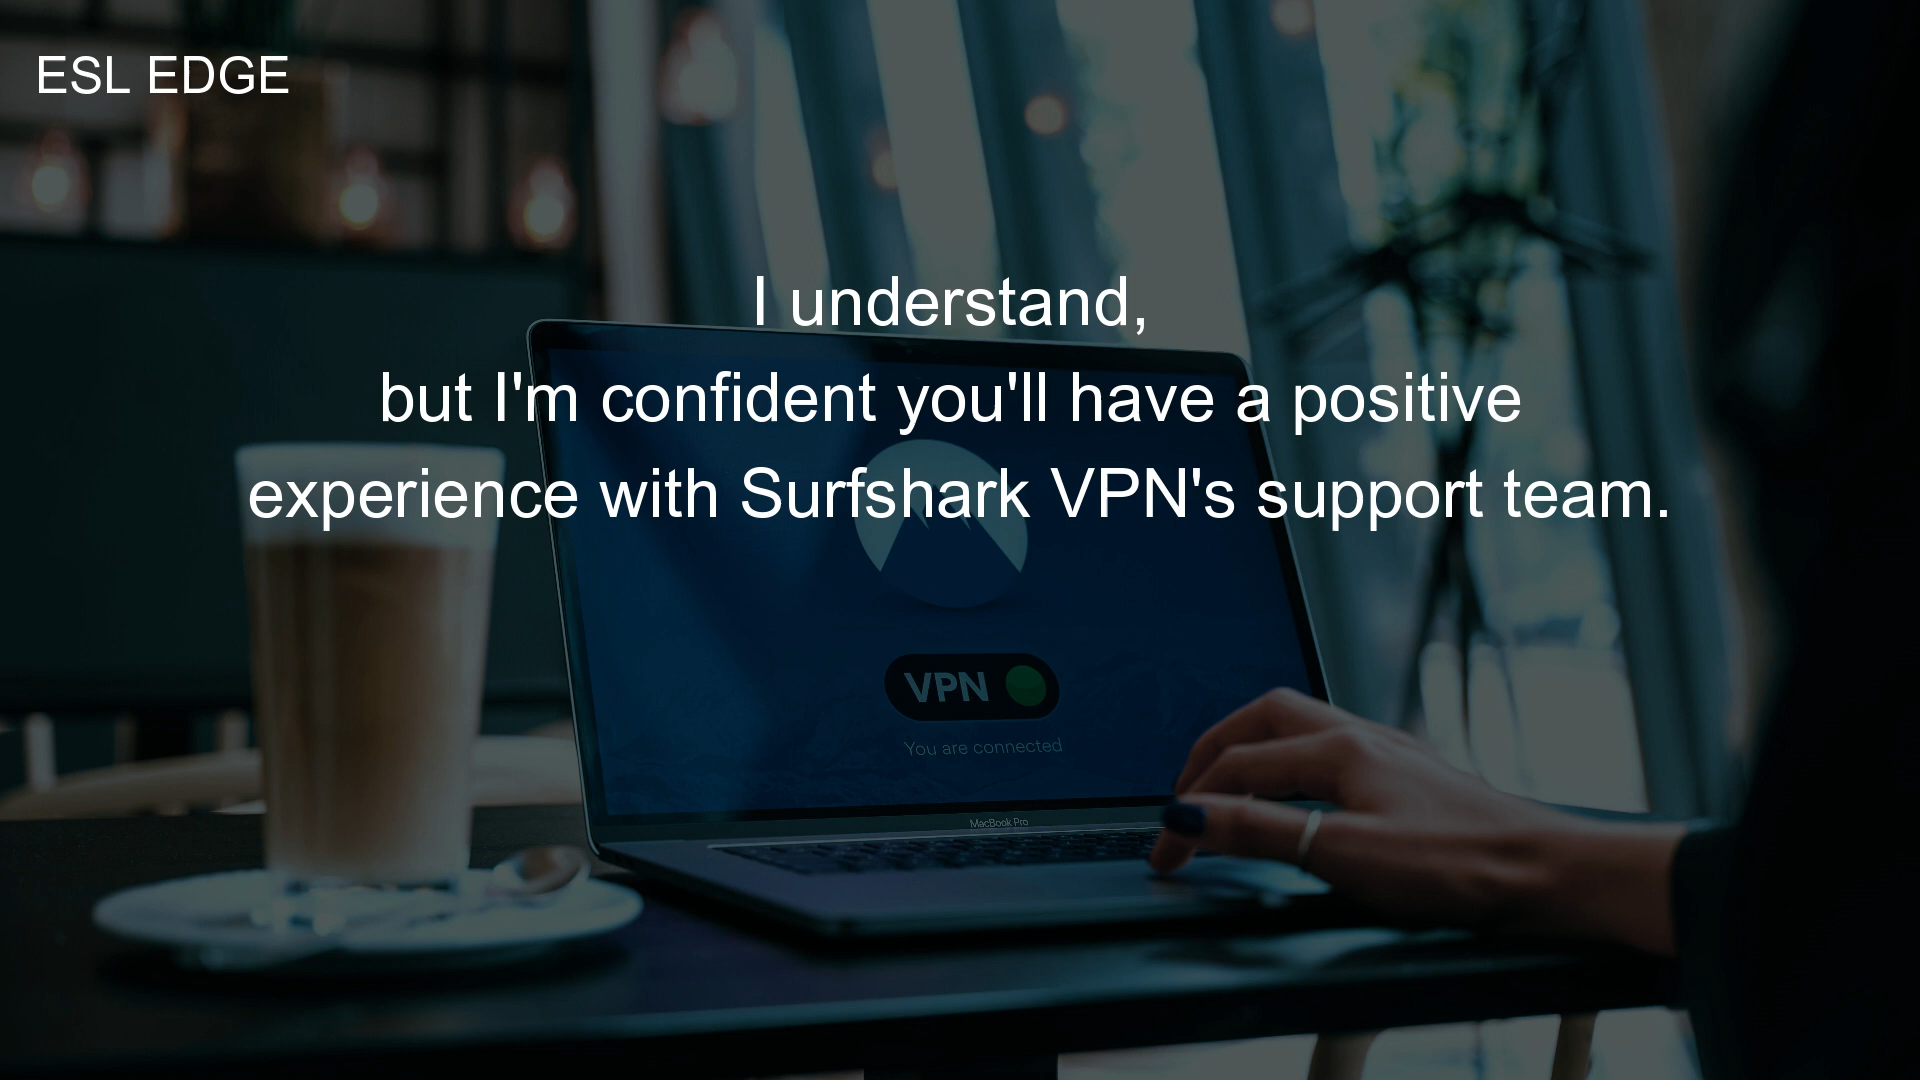 ESL EDGE
I understand,
but I'm confident you'll have a positive
experience with Surfshark VPN's support team.
VPN
You are connected
MacBook Pro